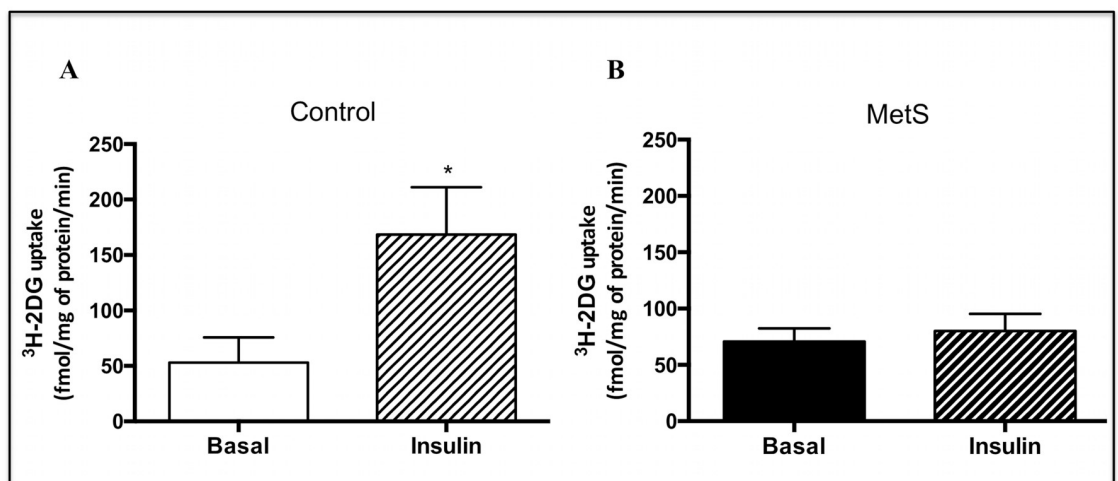 A
Control
³H-2DG uptake
(fmol/mg of protein/min)
250
200
150
100
50
0
*
Basal
Insulin
B
MetS
³H-2DG uptake
(fmol/mg of protein/min)
250
200
150
100
50
0
Basal
Insulin